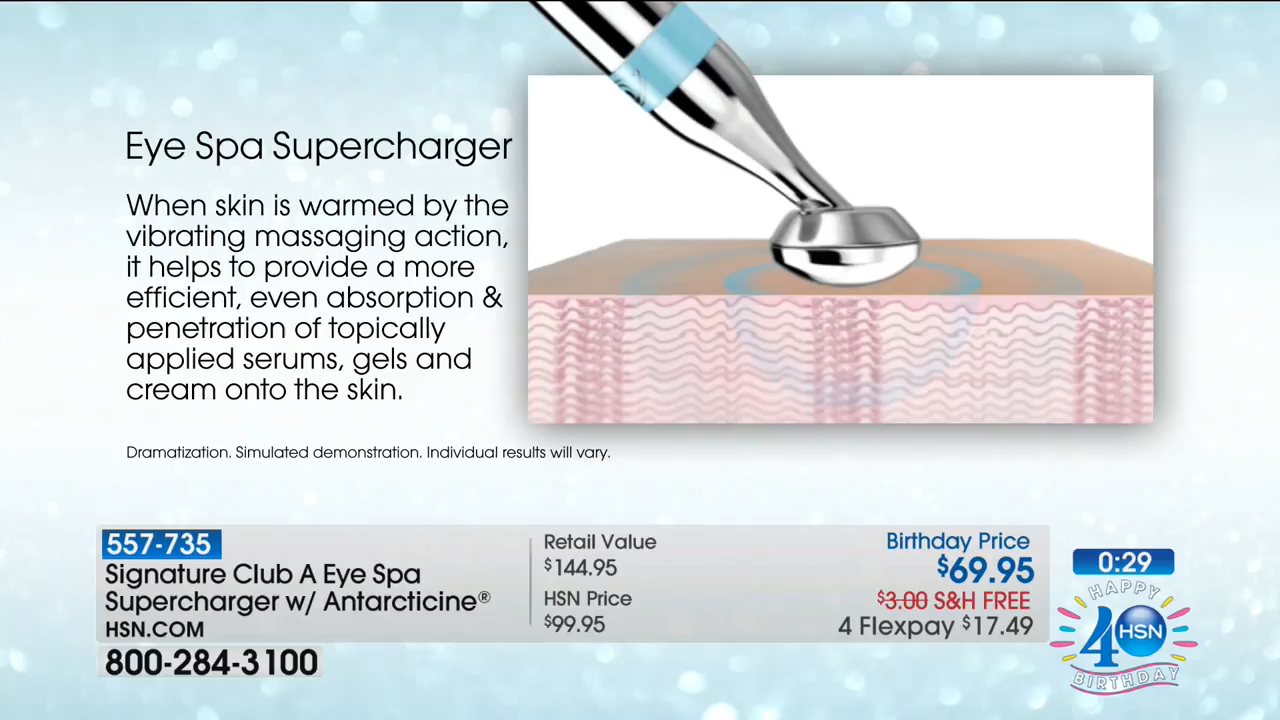 Eye Spa Supercharger
When skin is warmed by the
vibrating massaging action,
it helps to provide a more
efficient, even absorption &
penetration of topically
applied serums, gels and
cream onto the skin.
Dramatization. Simulated demonstration. Individual results will vary.
557-735
Signature Club A Eye Spa
Supercharger w/ Antarcticine®
HSN.COM
800-284-3100
Retail Value
$144.95
HSN Price
$99.95
Birthday Price
$69.95
$3.00 S&H FREE
4 Flexpay $17.49
0:29
HAPPY
40 HSN
BIRTHDAY